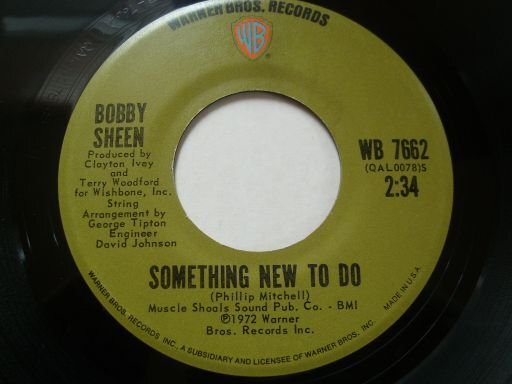 WARNER BROS. RECORDS
WB
BOBBY
SHEEN
Produced by
Clayton Ivey
and
Terry Woodford
for Wishbone, Inc.
String
Arrangement by
George Tipton
Engineer
David Johnson
WB 7662
(QAL0078)S
2:34
SOMETHING NEW TO DO
(Phillip Mitchell)
Muscle Shoals Sound Pub. Co. - BMI
℗1972 Warner
Bros. Records Inc.
WARNER BROS. RECORDS INC., A SUBSIDIARY AND LICENSEE OF WARNER BROS. INC.
MADE IN U.S.A.